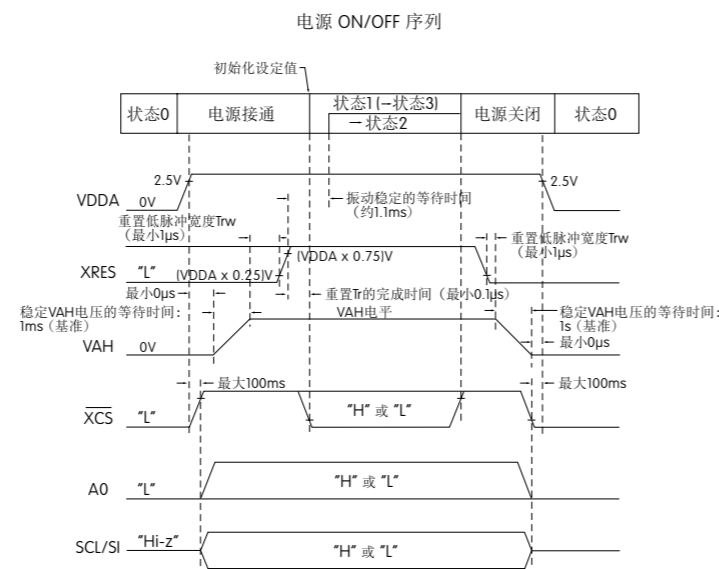 电源 ON/OFF 序列
初始化设定值
状态0
电源接通
状态1 (→状态3)
→状态2
电源关闭
状态0
2.5V
2.5V
VDDA
0V
振动稳定的等待时间
(约1.1ms)
重置低脉冲宽度Trw
(最小1µs)
重置低脉冲宽度Trw
(最小1µs)
(VDDA x 0.75)V
XRES
"L"
(VDDA x 0.25)V
最小0µs
重置Tr的完成时间 (最小0.1µs)
稳定VAH电压的等待时间:
1ms (基准)
VAH电平
稳定VAH电压的等待时间:
1s (基准)
VAH
0V
最小0µs
最大100ms
最大100ms
XCS
"L"
"H" 或 "L"
A0
"L"
"H" 或 "L"
SCL/SI
"Hi-z"
"H" 或 "L"